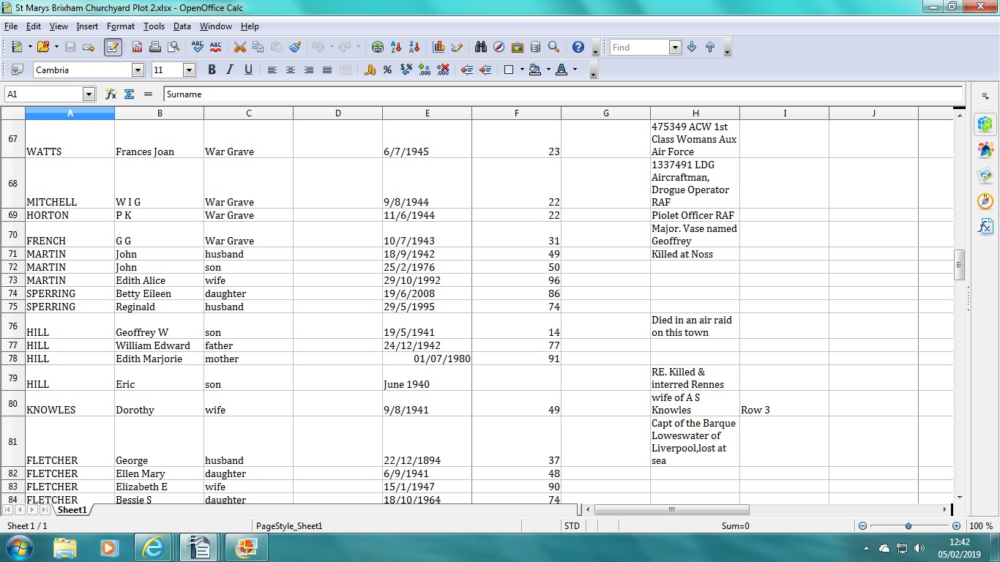 St Marys Brixham Churchyard Plot 2.xlsx - OpenOffice Calc
File Edit View Insert Format Tools Data Window Help
Find
Cambria 11
A1 Surname
A B C D E F G H I J
67 WATTS Frances Joan War Grave 6/7/1945 23 475349 ACW 1st
Class Womans Aux
Air Force
68 MITCHELL W I G War Grave 9/8/1944 22 1337491 LDG
Aircraftman,
Drogue Operator
RAF
69 HORTON P K War Grave 11/6/1944 22 Piolet Officer RAF
70 FRENCH G G War Grave 10/7/1943 31 Major. Vase named
Geoffrey
71 MARTIN John husband 18/9/1942 49 Killed at Noss
72 MARTIN John son 25/2/1976 50
73 MARTIN Edith Alice wife 29/10/1992 96
74 SPERRING Betty Eileen daughter 19/6/2008 86
75 SPERRING Reginald husband 29/5/1995 74
76 HILL Geoffrey W son 19/5/1941 14 Died in an air raid
on this town
77 HILL William Edward father 24/12/1942 77
78 HILL Edith Marjorie mother 01/07/1980 91
79 HILL Eric son June 1940 RE. Killed &
interred Rennes
80 KNOWLES Dorothy wife 9/8/1941 49 wife of A S
Knowles Row 3
81 FLETCHER George husband 22/12/1894 37 Capt of the Barque
Loweswater of
Liverpool,lost at
sea
82 FLETCHER Ellen Mary daughter 6/9/1941 48
83 FLETCHER Elizabeth E wife 15/1/1947 90
84 FLETCHER Bessie S daughter 18/10/1964 74
Sheet1
Sheet 1 / 1 PageStyle_Sheet1 STD Sum=0 100 %
12:42
05/02/2019